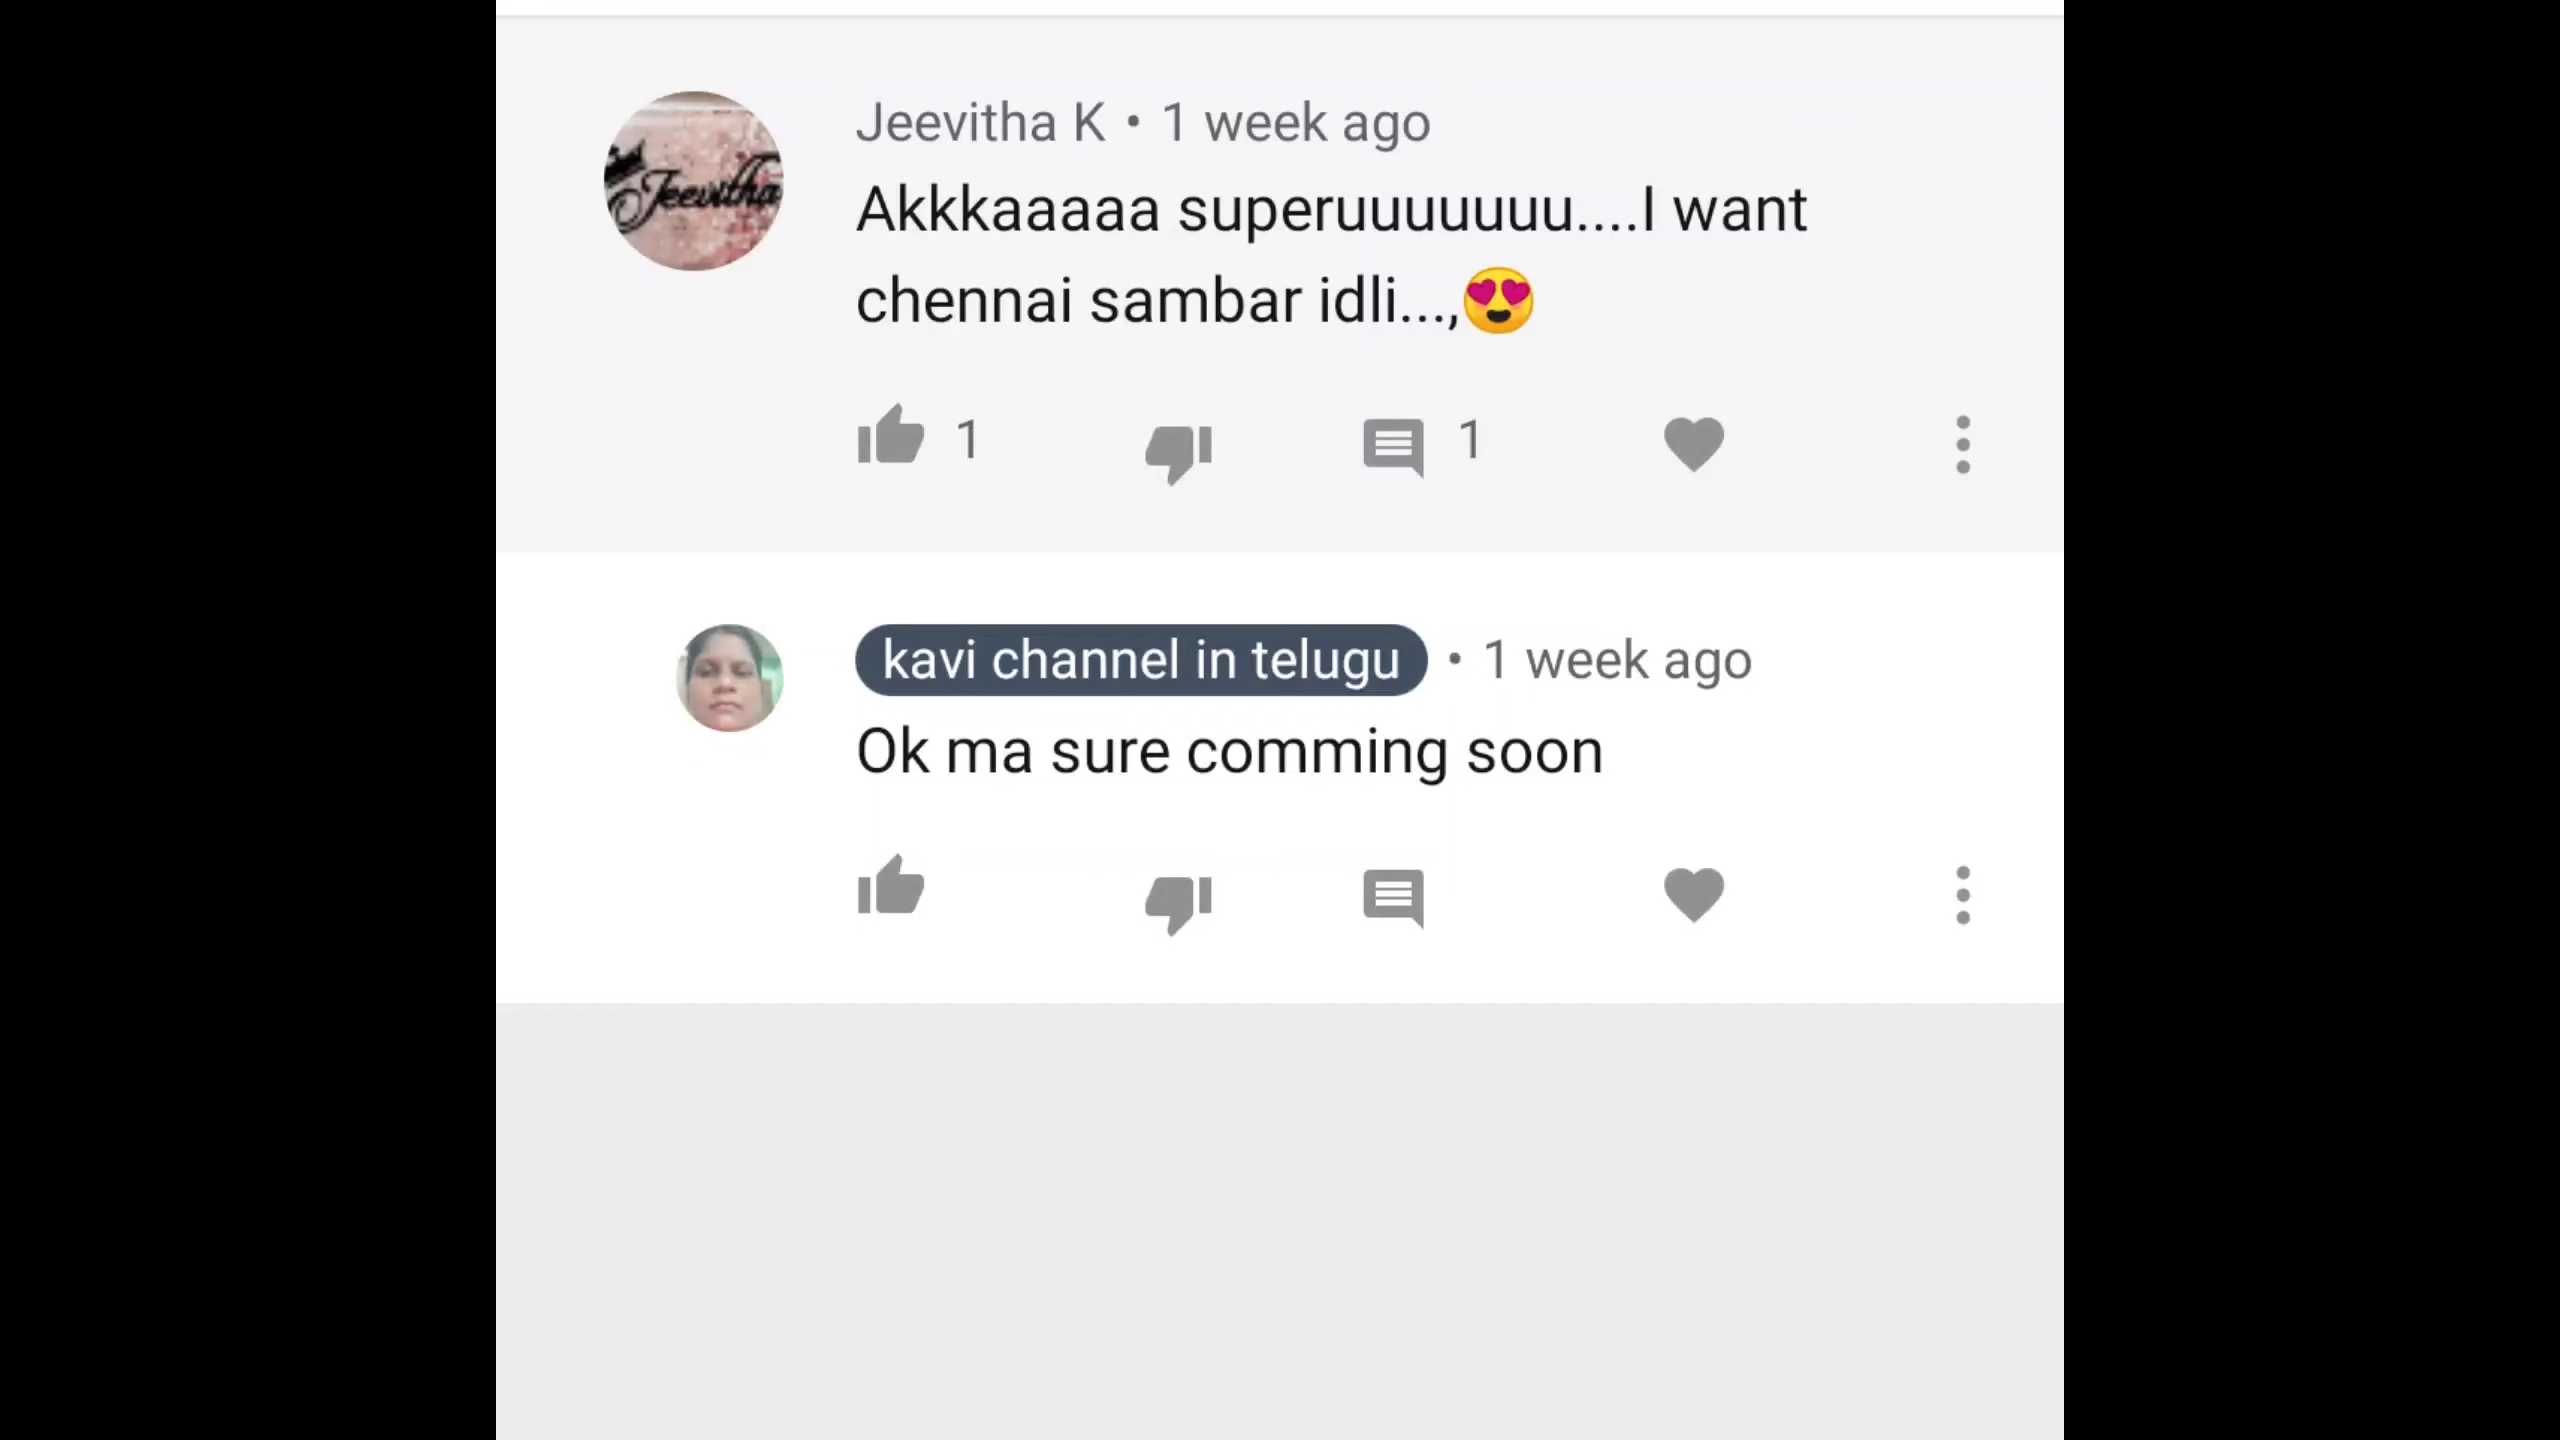 Jeevitha
Jeevitha K • 1 week ago
Akkkaaaaa superuuuuuuu....I want
chennai sambar idli...,😍
1 1
kavi channel in telugu • 1 week ago
Ok ma sure comming soon